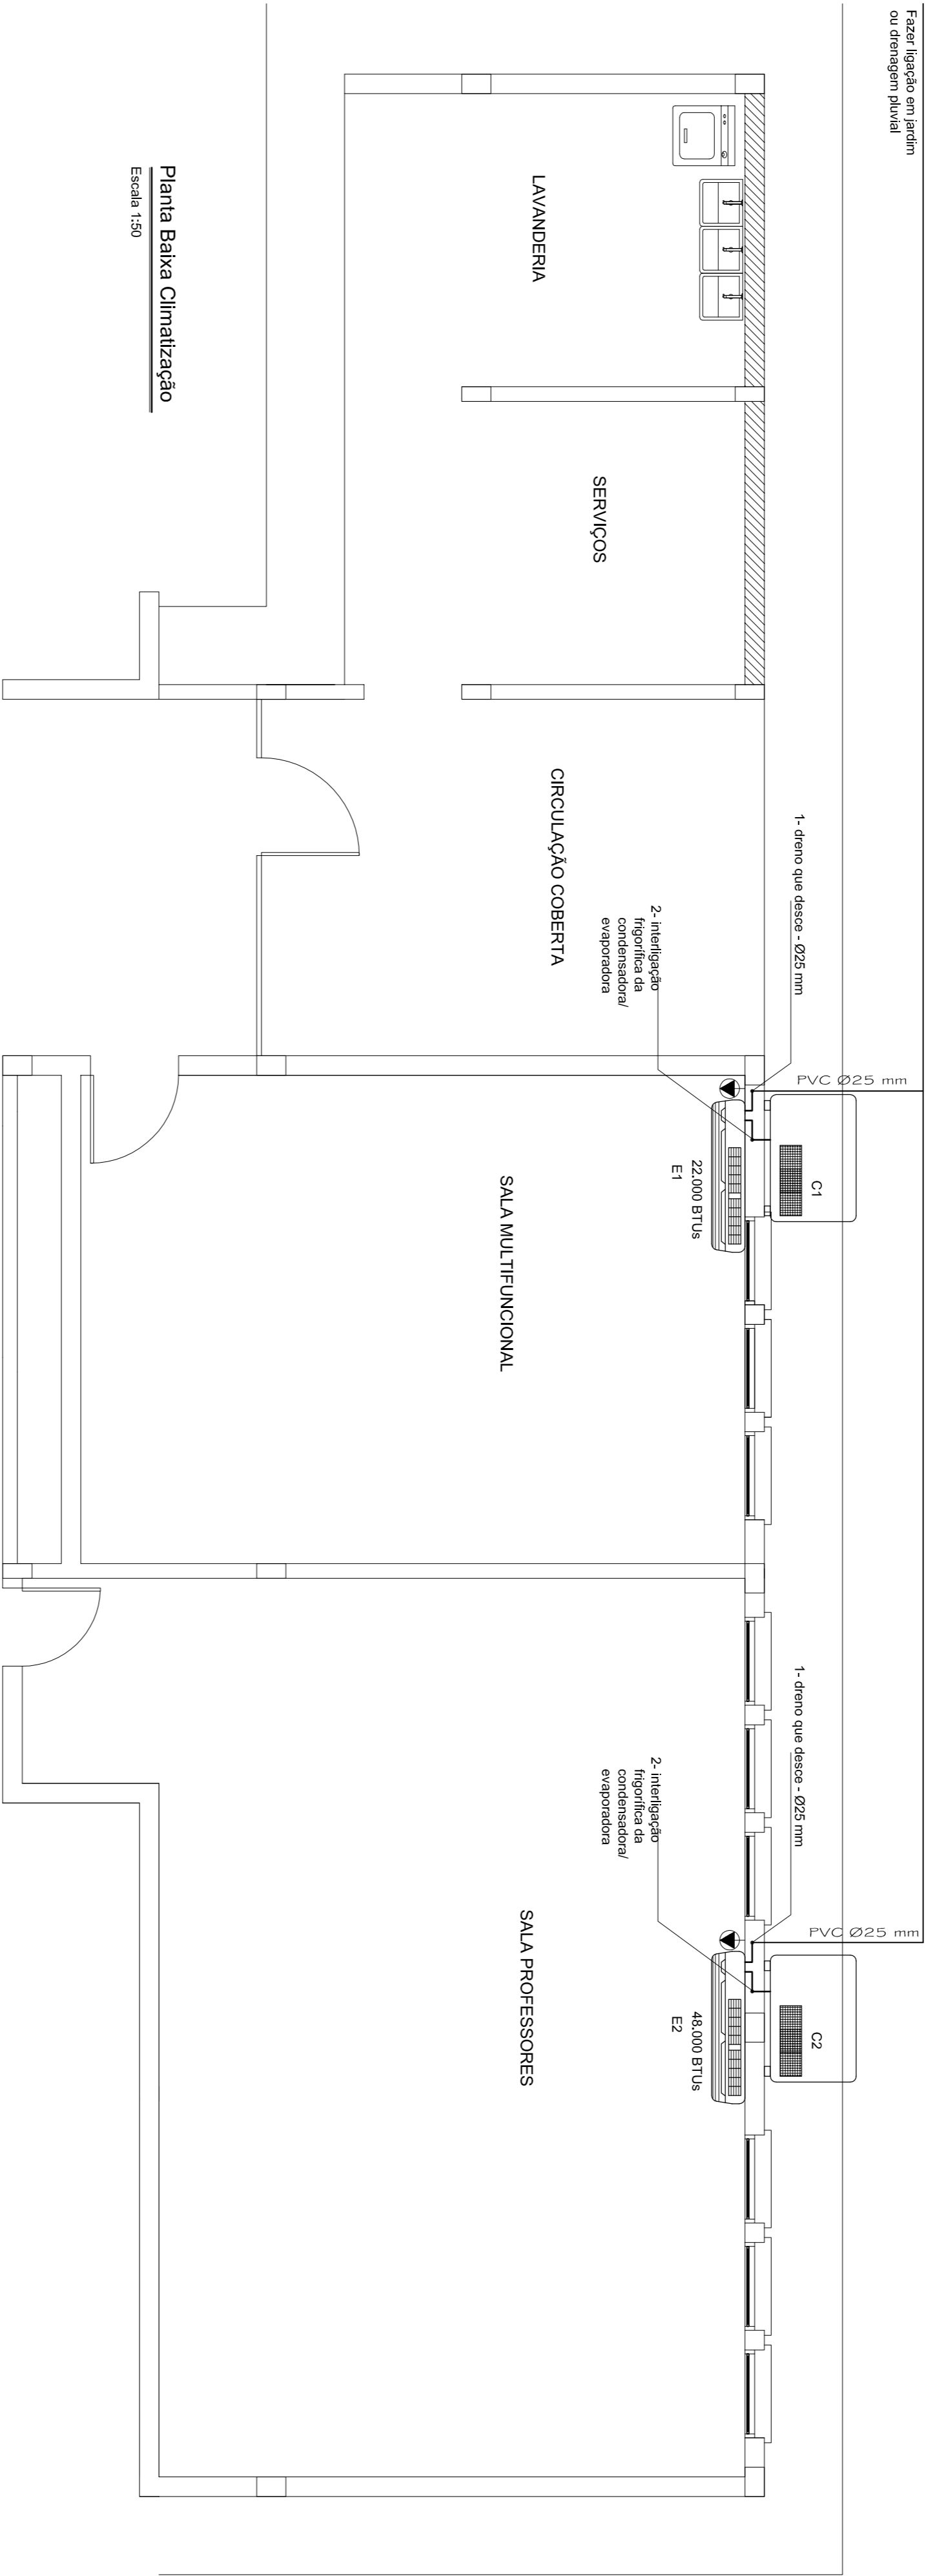 Fazer ligação em jardim
ou drenagem pluvial
LAVANDERIA
SERVIÇOS
CIRCULAÇÃO COBERTA
1- dreno que desce - Ø25 mm
2- interligação
frigorífica da
condensadora/
evaporadora
PVC Ø25 mm
C1
22.000 BTUs
E1
SALA MULTIFUNCIONAL
1- dreno que desce - Ø25 mm
2- interligação
frigorífica da
condensadora/
evaporadora
PVC Ø25 mm
C2
48.000 BTUs
E2
SALA PROFESSORES
Planta Baixa Climatização
Escala 1:50